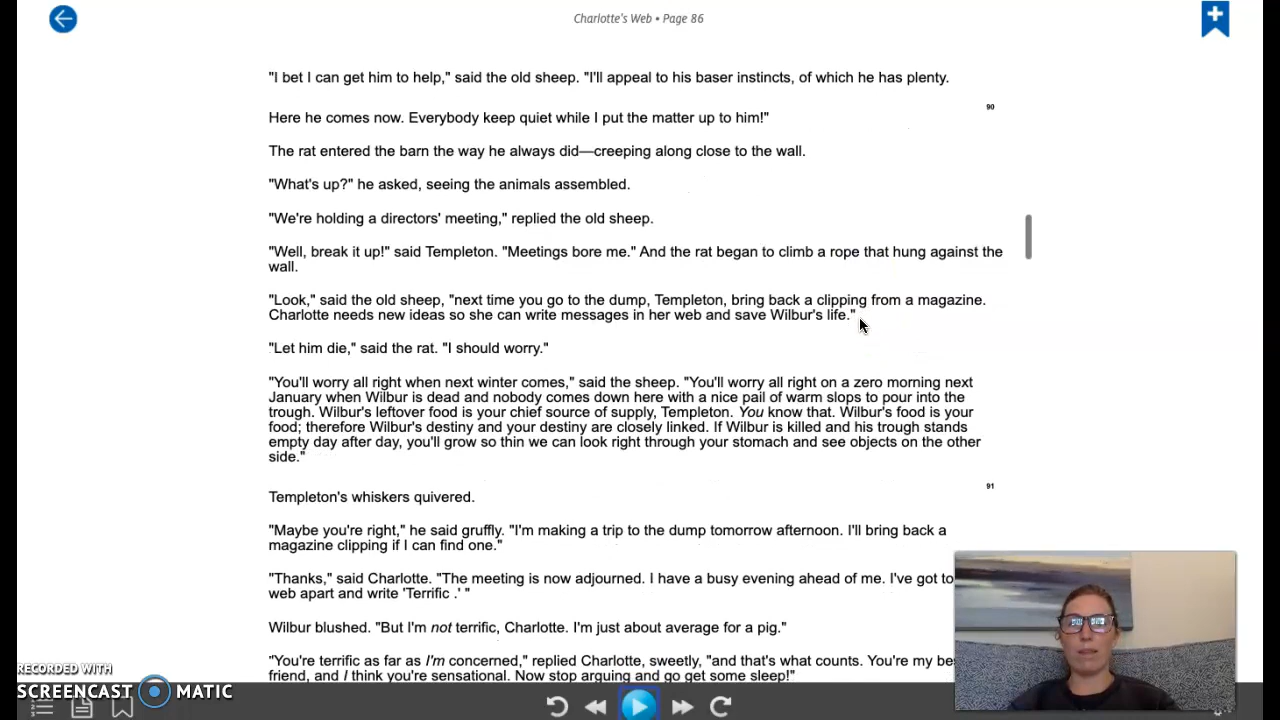 Charlotte's Web • Page 86
"I bet I can get him to help," said the old sheep. "I'll appeal to his baser instincts, of which he has plenty.
90
Here he comes now. Everybody keep quiet while I put the matter up to him!"
The rat entered the barn the way he always did—creeping along close to the wall.
"What's up?" he asked, seeing the animals assembled.
"We're holding a directors' meeting," replied the old sheep.
"Well, break it up!" said Templeton. "Meetings bore me." And the rat began to climb a rope that hung against the
wall.
"Look," said the old sheep, "next time you go to the dump, Templeton, bring back a clipping from a magazine.
Charlotte needs new ideas so she can write messages in her web and save Wilbur's life."
"Let him die," said the rat. "I should worry."
"You'll worry all right when next winter comes," said the sheep. "You'll worry all right on a zero morning next
January when Wilbur is dead and nobody comes down here with a nice pail of warm slops to pour into the
trough. Wilbur's leftover food is your chief source of supply, Templeton. You know that. Wilbur's food is your
food; therefore Wilbur's destiny and your destiny are closely linked. If Wilbur is killed and his trough stands
empty day after day, you'll grow so thin we can look right through your stomach and see objects on the other
side."
91
Templeton's whiskers quivered.
"Maybe you're right," he said gruffly. "I'm making a trip to the dump tomorrow afternoon. I'll bring back a
magazine clipping if I can find one."
"Thanks," said Charlotte. "The meeting is now adjourned. I have a busy evening ahead of me. I've got to
web apart and write 'Terrific .' "
Wilbur blushed. "But I'm not terrific, Charlotte. I'm just about average for a pig."
"You're terrific as far as I'm concerned," replied Charlotte, sweetly, "and that's what counts. You're my be
friend, and I think you're sensational. Now stop arguing and go get some sleep!"
RECORDED WITH
SCREENCAST MATIC